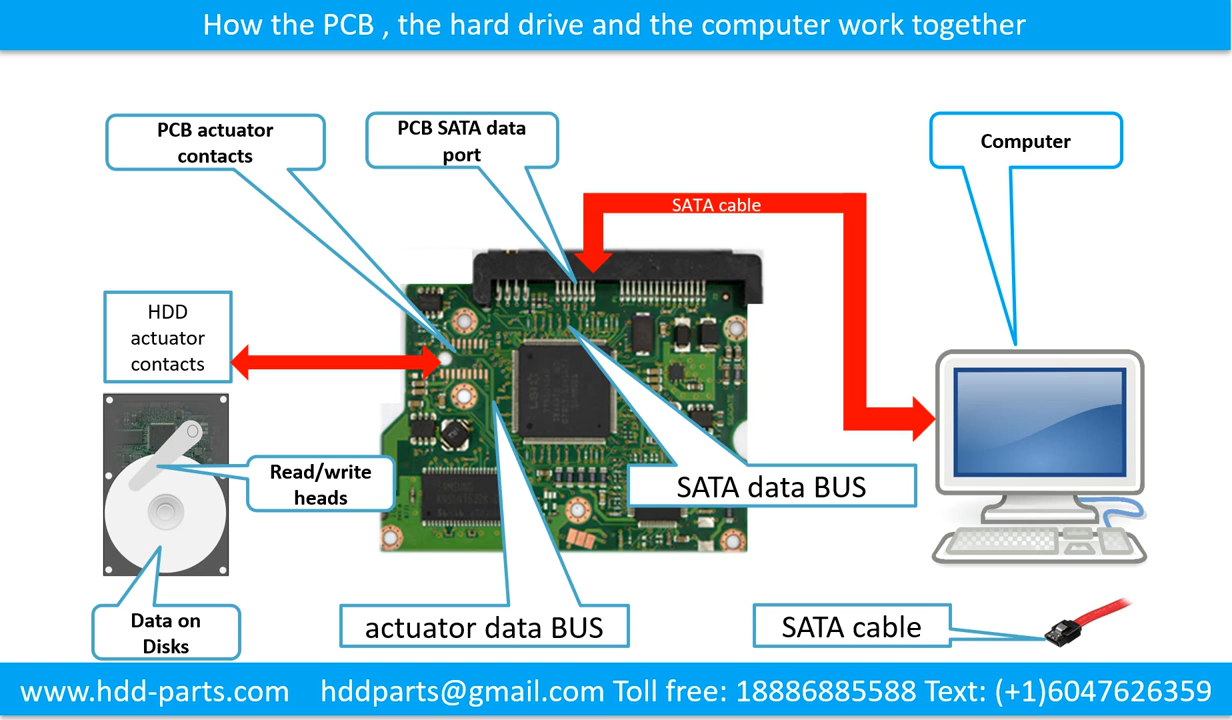 How the PCB , the hard drive and the computer work together
PCB actuator
contacts
PCB SATA data
port
Computer
SATA cable
HDD
actuator
contacts
Read/write
heads
SATA data BUS
Data on
Disks
actuator data BUS
SATA cable
www.hdd-parts.com hddparts@gmail.com Toll free: 18886885588 Text: (+1)6047626359